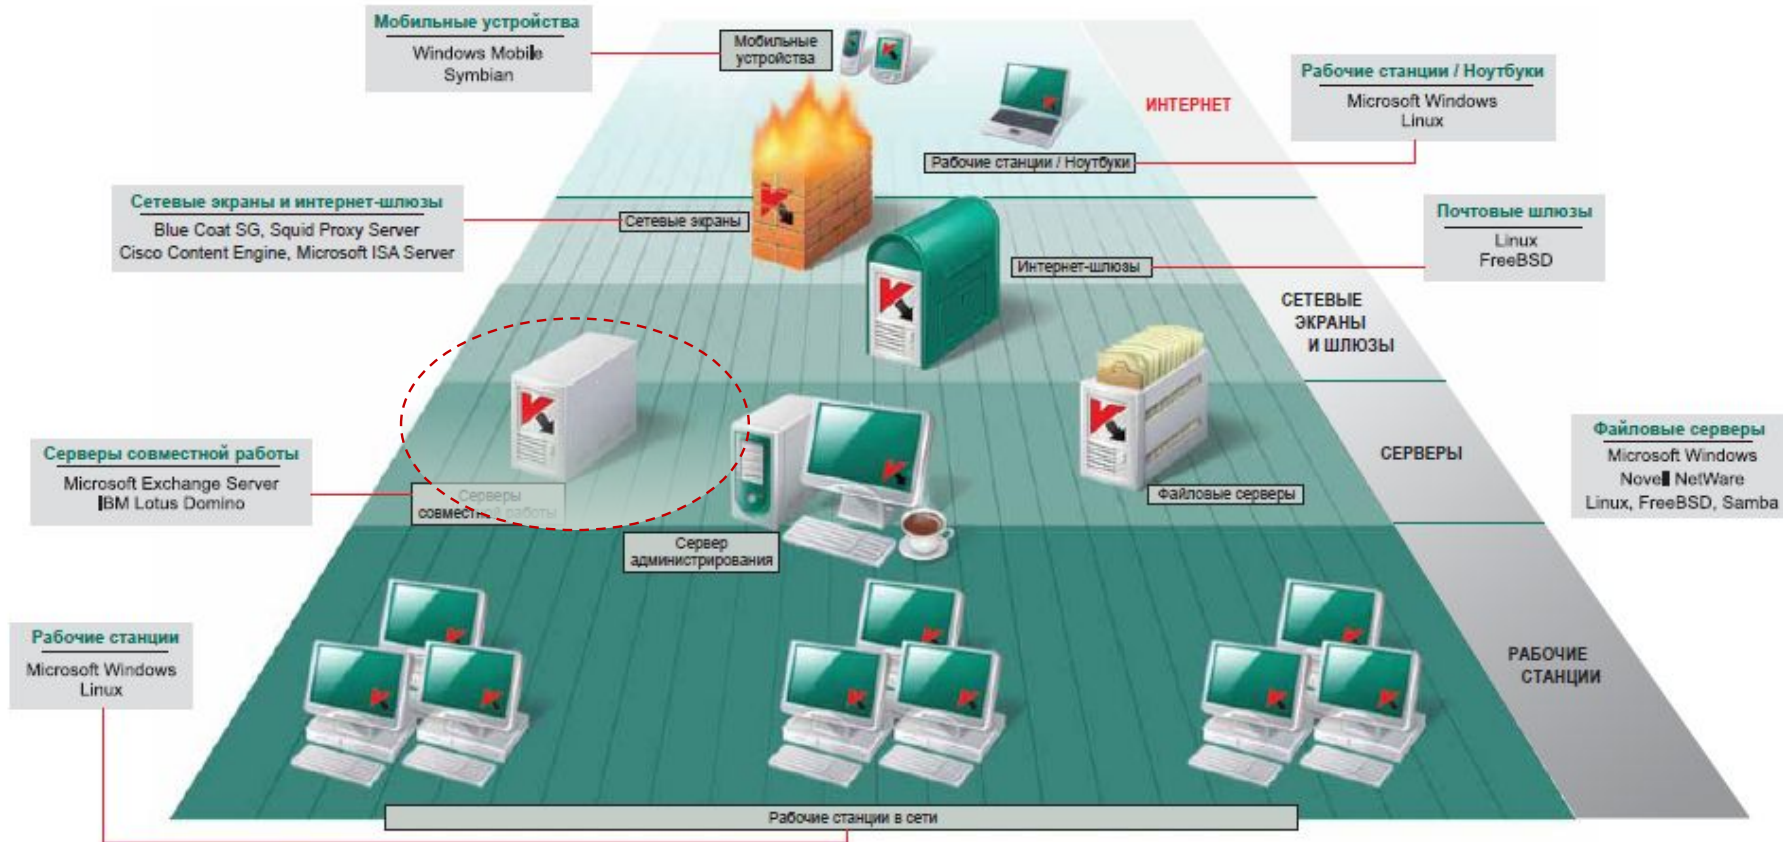 Мобильные устройства
Windows Mobile
Symbian
Мобильные
устройства
Рабочие станции / Ноутбуки
Microsoft Windows
Linux
ИНТЕРНЕТ
Рабочие станции / Ноутбуки
Сетевые экраны и интернет-шлюзы
Blue Coat SG, Squid Proxy Server
Cisco Content Engine, Microsoft ISA Server
Сетевые экраны
Почтовые шлюзы
Linux
FreeBSD
Интернет-шлюзы
СЕТЕВЫЕ
ЭКРАНЫ
И ШЛЮЗЫ
Серверы совместной работы
Microsoft Exchange Server
IBM Lotus Domino
Серверы
совместной работы
Файловые серверы
СЕРВЕРЫ
Файловые серверы
Microsoft Windows
Novell NetWare
Linux, FreeBSD, Samba
Сервер
администрирования
Рабочие станции
Microsoft Windows
Linux
РАБОЧИЕ
СТАНЦИИ
Рабочие станции в сети